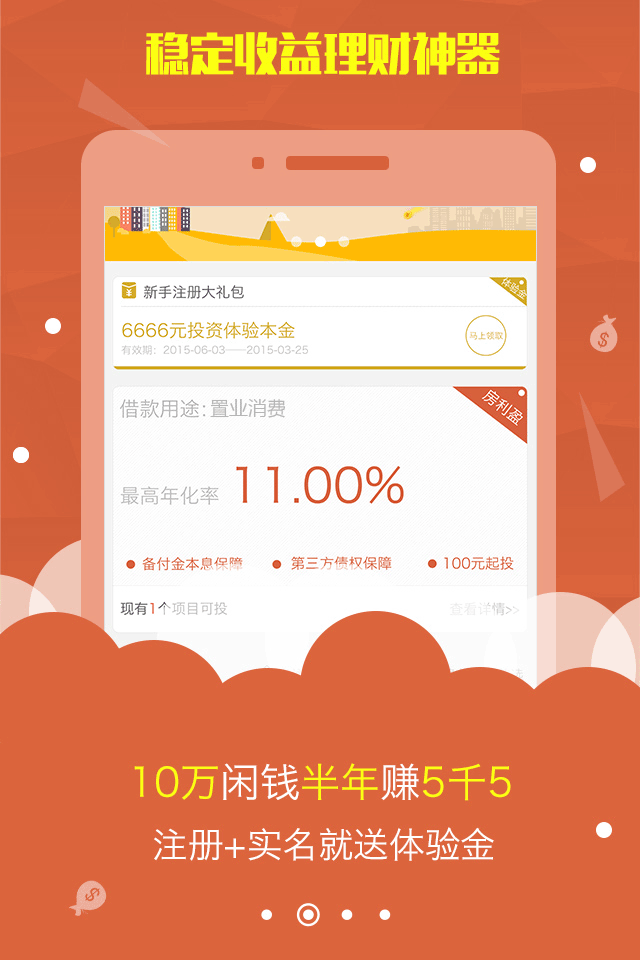 稳定收益理财神器
新手注册大礼包
体验金
6666元投资体验本金
马上领取
有效期：2015-06-03——2015-03-25
借款用途:置业消费
房利盈
最高年化率 11.00%
备付金本息保障 第三方债权保障 100元起投
现有1个项目可投 查看详情>>
10万闲钱半年赚5千5
注册+实名就送体验金